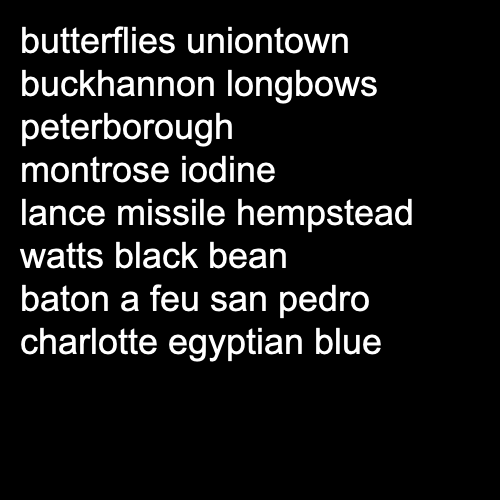 butterflies uniontown
buckhannon longbows
peterborough
montrose iodine
lance missile hempstead
watts black bean
baton a feu san pedro
charlotte egyptian blue